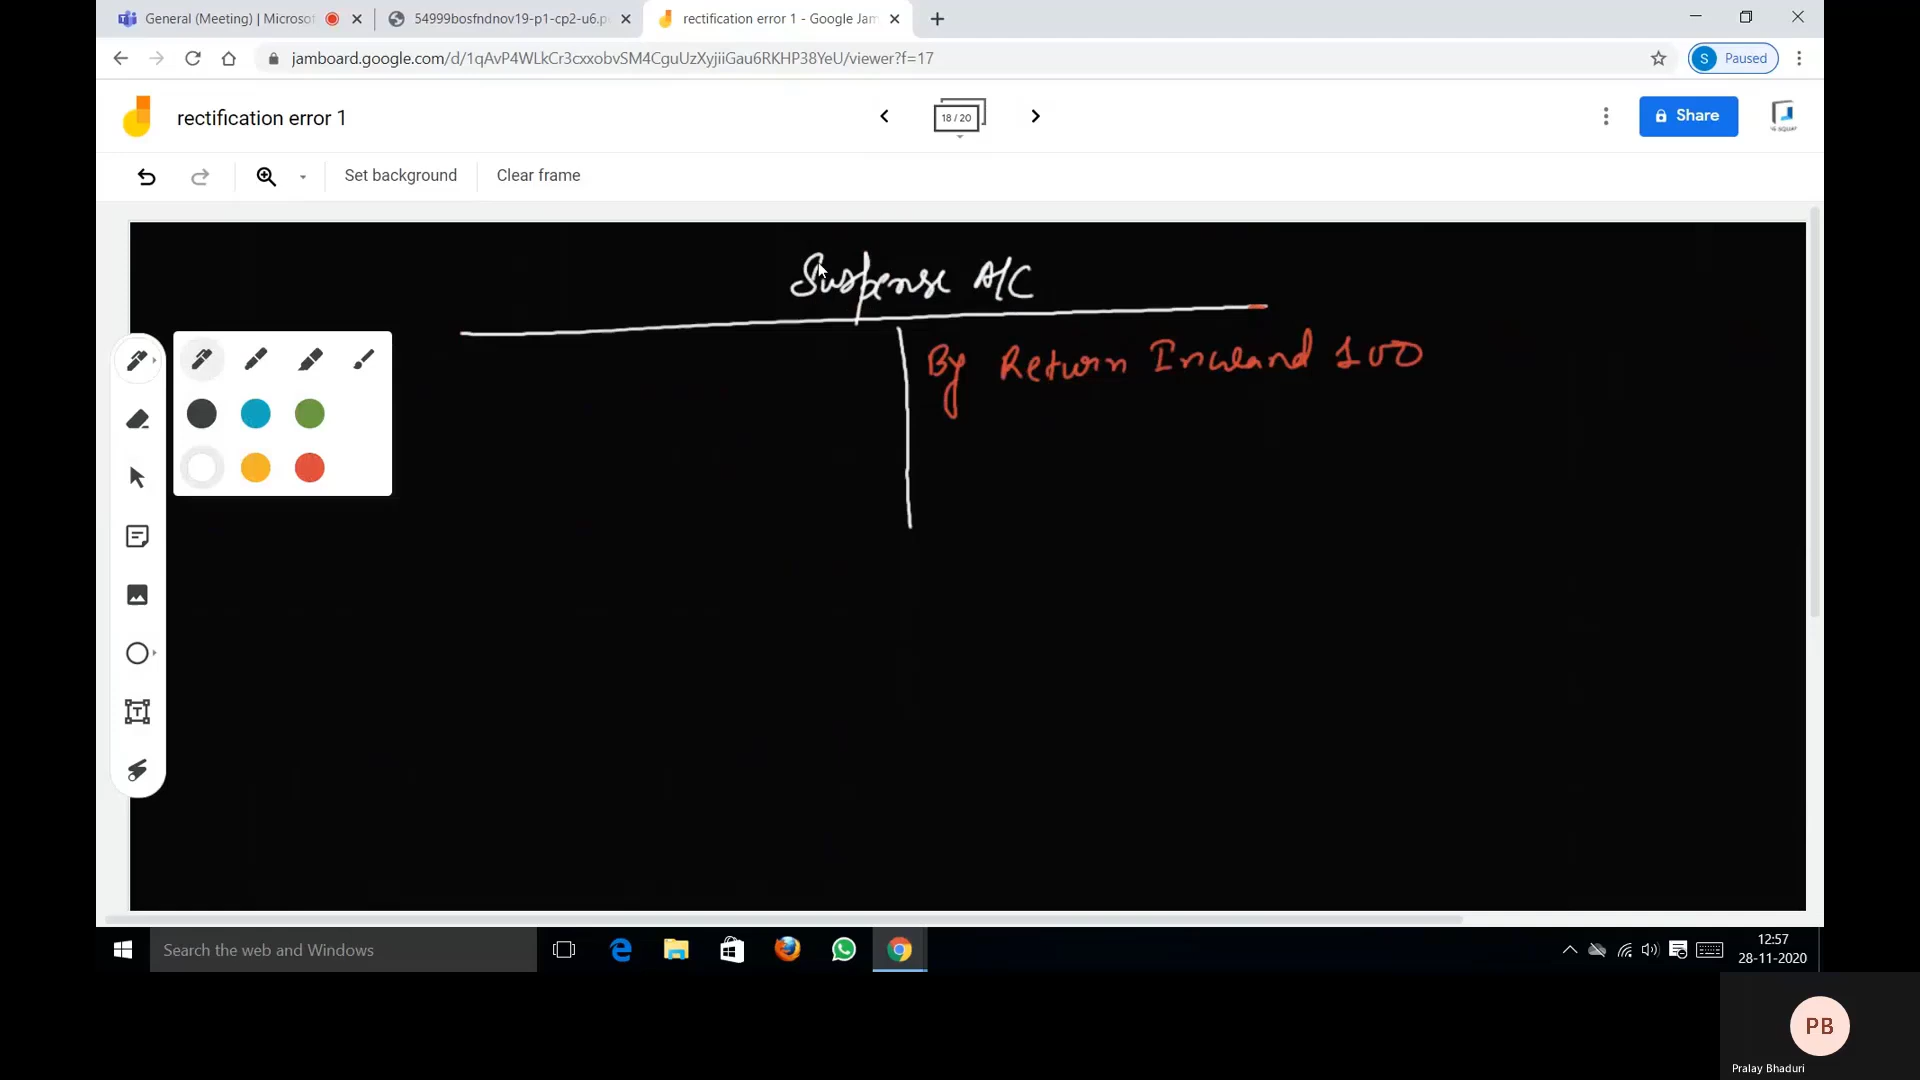 General (Meeting) | Microsof
54999bosfndnov19-p1-cp2-u6.p
rectification error 1 - Google Jam
jamboard.google.com/d/1qAvP4WLkCr3cxxobvSM4CguUzXyjiiGau6RKHP38YeU/viewer?f=17
S Paused
rectification error 1
18 / 20
Share
Set background
Clear frame
Suspense A/C
By Return Inward 100
Search the web and Windows
12:57
28-11-2020
PB
Pralay Bhaduri